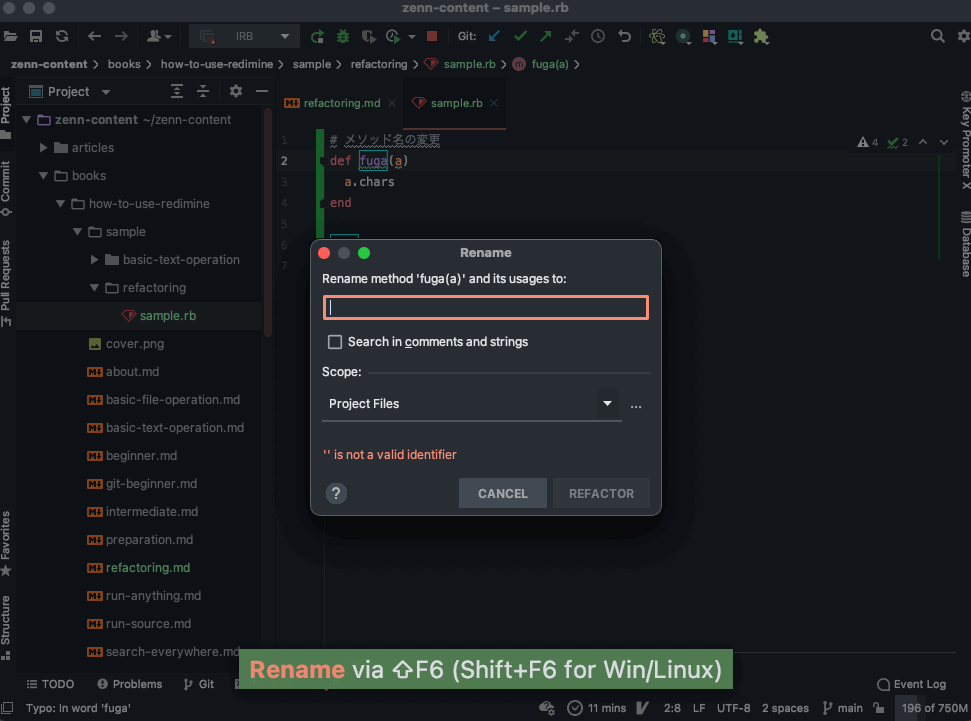 zenn-content – sample.rb
IRB
Git:
zenn-content
books
how-to-use-redimine
sample
refactoring
sample.rb
fuga(a)
Project
Commit
Pull Requests
Favorites
Structure
Project
zenn-content ~/zenn-content
articles
books
how-to-use-redimine
sample
basic-text-operation
refactoring
sample.rb
cover.png
about.md
basic-file-operation.md
basic-text-operation.md
beginner.md
git-beginner.md
intermediate.md
preparation.md
refactoring.md
run-anything.md
run-source.md
search-everywhere.md
refactoring.md
sample.rb
1 # メソッド名の変更
2 def fuga(a)
3 a.chars
4 end
5
6
7
4
2
Key Promoter X
Database
Rename
Rename method 'fuga(a)' and its usages to:
Search in comments and strings
Scope:
Project Files
...
'' is not a valid identifier
?
CANCEL
REFACTOR
Rename via ⇧F6 (Shift+F6 for Win/Linux)
TODO
Problems
Git
Event Log
Typo: In word 'fuga'
11 mins
2:8
LF
UTF-8
2 spaces
main
196 of 750M